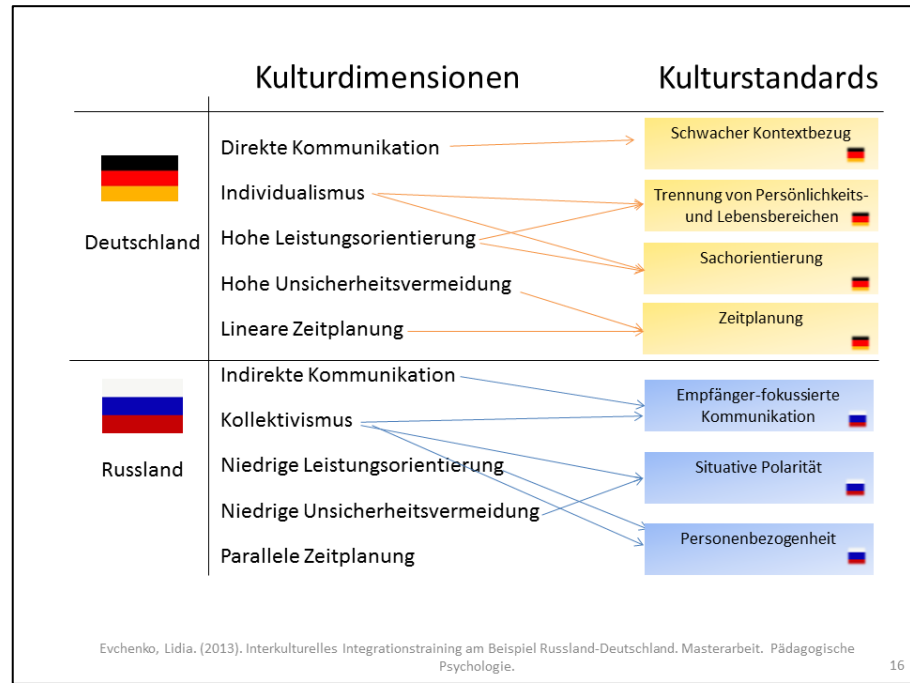 Kulturdimensionen
Kulturstandards
Deutschland
Direkte Kommunikation
Individualismus
Hohe Leistungsorientierung
Hohe Unsicherheitsvermeidung
Lineare Zeitplanung
Schwacher Kontextbezug
Trennung von Persönlichkeits-
und Lebensbereichen
Sachorientierung
Zeitplanung
Russland
Indirekte Kommunikation
Kollektivismus
Niedrige Leistungsorientierung
Niedrige Unsicherheitsvermeidung
Parallele Zeitplanung
Empfänger-fokussierte
Kommunikation
Situative Polarität
Personenbezogenheit
Evchenko, Lidia. (2013). Interkulturelles Integrationstraining am Beispiel Russland-Deutschland. Masterarbeit. Pädagogische
Psychologie.
16